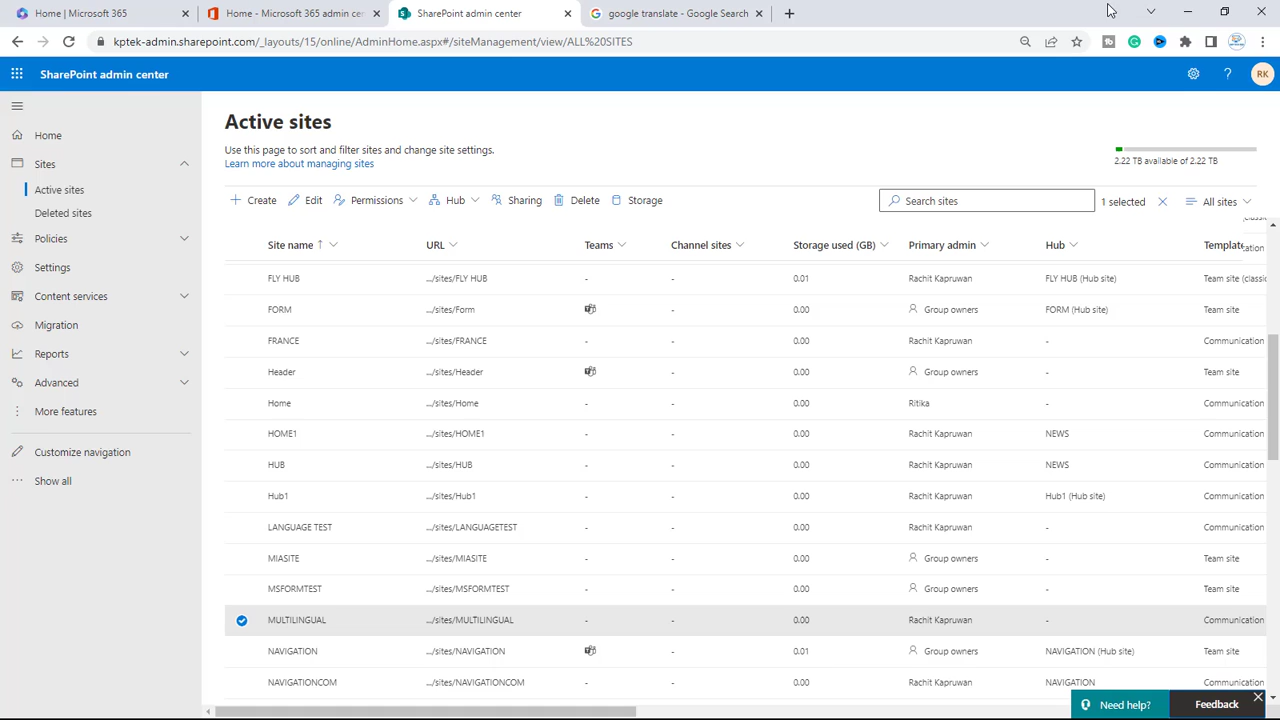 Home | Microsoft 365
Home - Microsoft 365 admin cen
SharePoint admin center
google translate - Google Search
kptek-admin.sharepoint.com/_layouts/15/online/AdminHome.aspx#/siteManagement/view/ALL%20SITES
SharePoint admin center
RK
Home
Sites
Active sites
Deleted sites
Policies
Settings
Content services
Migration
Reports
Advanced
More features
Customize navigation
Show all
Active sites
Use this page to sort and filter sites and change site settings.
Learn more about managing sites
2.22 TB available of 2.22 TB
Create Edit Permissions Hub Sharing Delete Storage Search sites 1 selected All sites
Site name ↑ URL Teams Channel sites Storage used (GB) Primary admin Hub Template
FLY HUB .../sites/FLY HUB - - 0.01 Rachit Kapruwan FLY HUB (Hub site) Team site (classic
FORM .../sites/Form - 0.00 Group owners FORM (Hub site) Team site
FRANCE .../sites/FRANCE - - 0.00 Rachit Kapruwan - Communication
Header .../sites/Header - 0.00 Group owners - Team site
Home .../sites/Home - - 0.00 Ritika - Communication
HOME1 .../sites/HOME1 - - 0.00 Rachit Kapruwan NEWS Communication
HUB .../sites/HUB - - 0.00 Rachit Kapruwan NEWS Communication
Hub1 .../sites/Hub1 - - 0.00 Rachit Kapruwan Hub1 (Hub site) Communication
LANGUAGE TEST .../sites/LANGUAGETEST - - 0.00 Rachit Kapruwan - Communication
MIASITE .../sites/MIASITE - - 0.00 Group owners - Team site
MSFORMTEST .../sites/MSFORMTEST - - 0.00 Group owners - Team site
MULTILINGUAL .../sites/MULTILINGUAL - - 0.00 Rachit Kapruwan - Communication
NAVIGATION .../sites/NAVIGATION - 0.01 Group owners NAVIGATION (Hub site) Team site
NAVIGATIONCOM .../sites/NAVIGATIONCOM - - 0.00 Rachit Kapruwan NAVIGATION Communication
Need help? Feedback